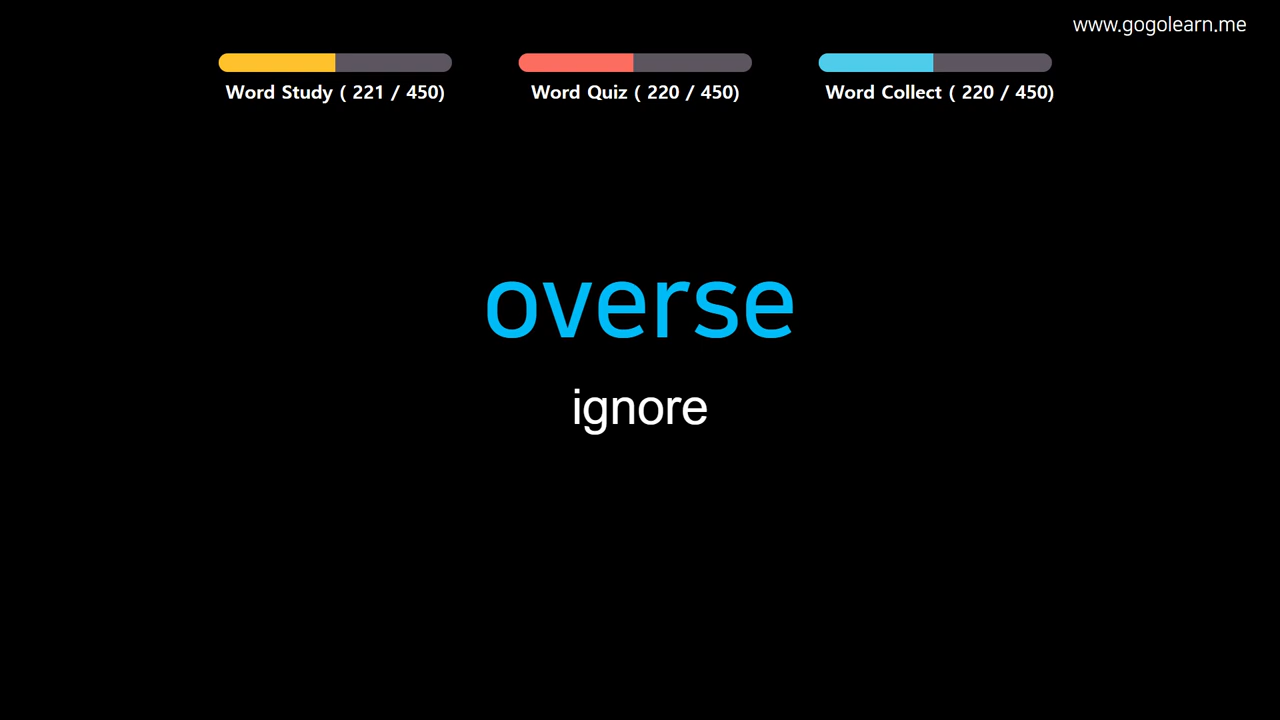 www.gogolearn.me
Word Study ( 221 / 450)
Word Quiz ( 220 / 450)
Word Collect ( 220 / 450)
overse
ignore